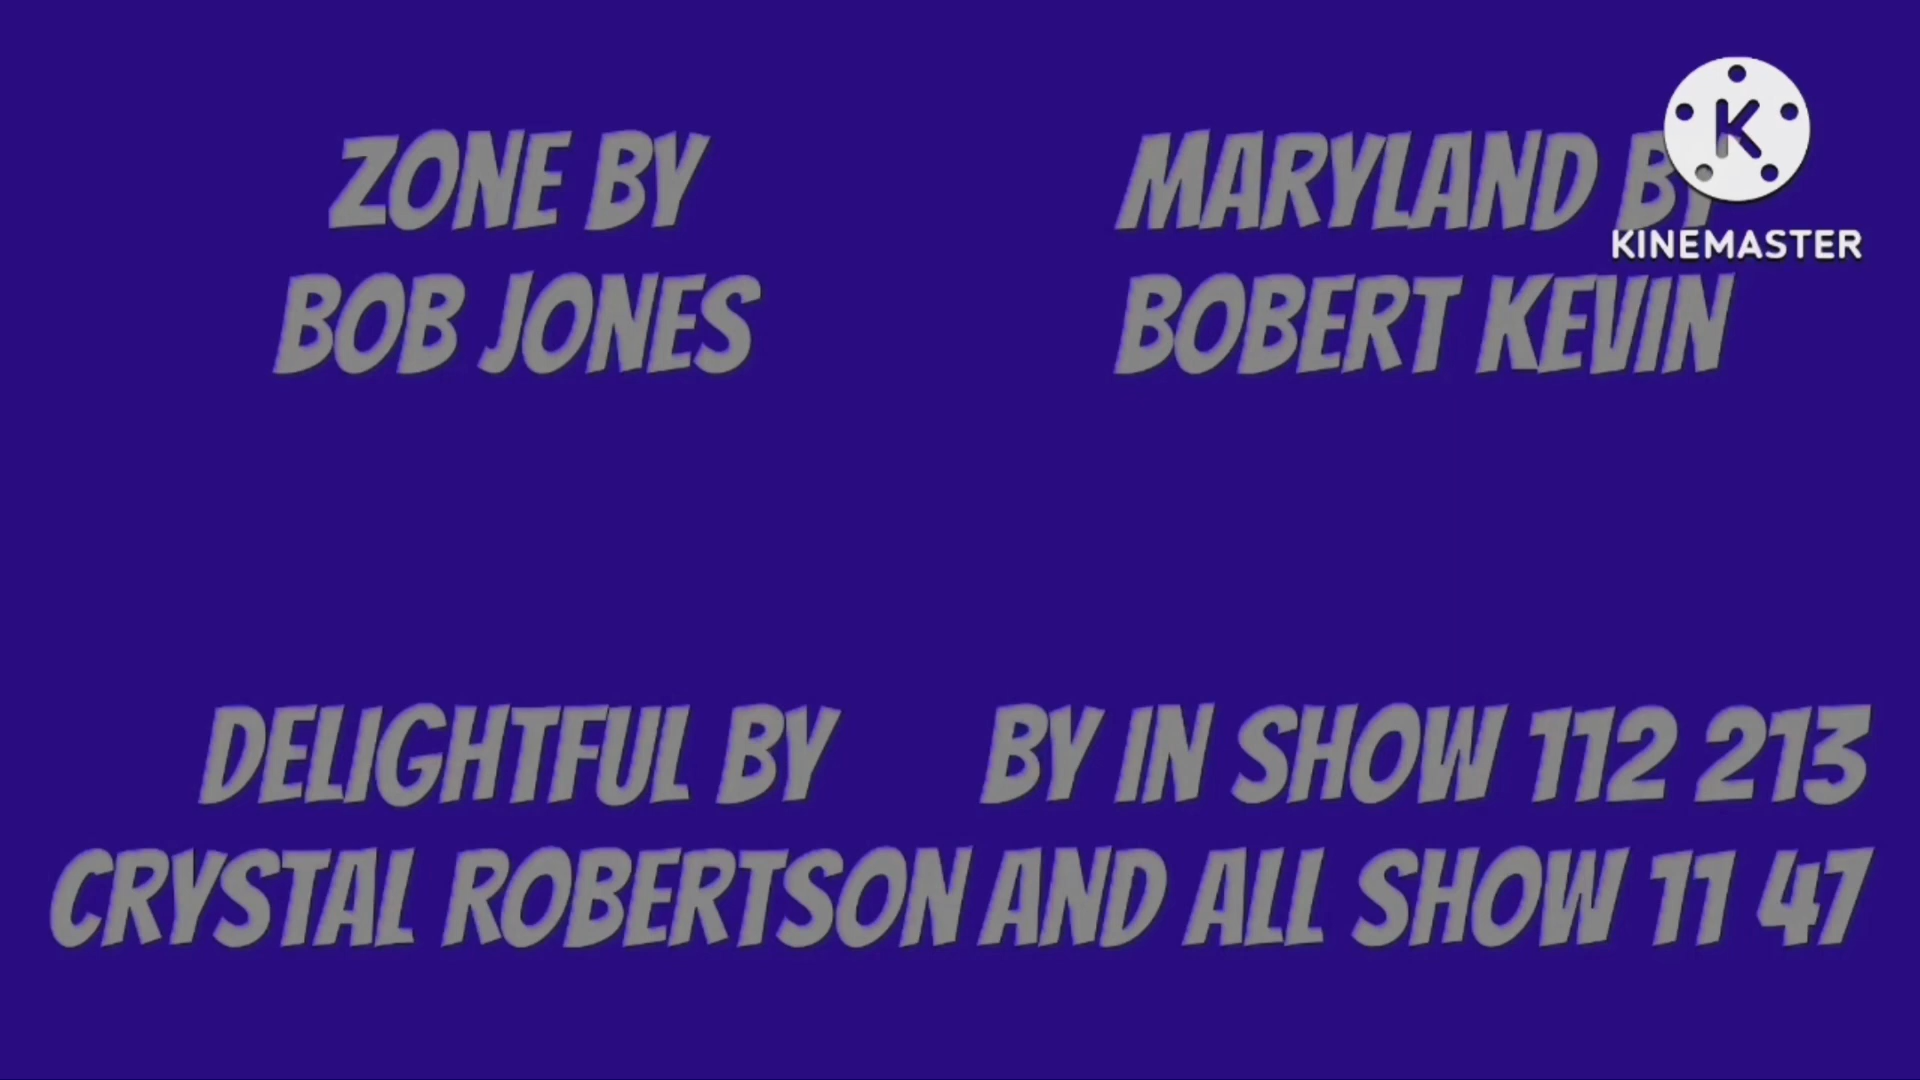 ZONE BY
BOB JONES
MARYLAND BY
BOBERT KEVIN
K
KINEMASTER
DELIGHTFUL BY
CRYSTAL ROBERTSON
BY IN SHOW 112 213
AND ALL SHOW 11 47